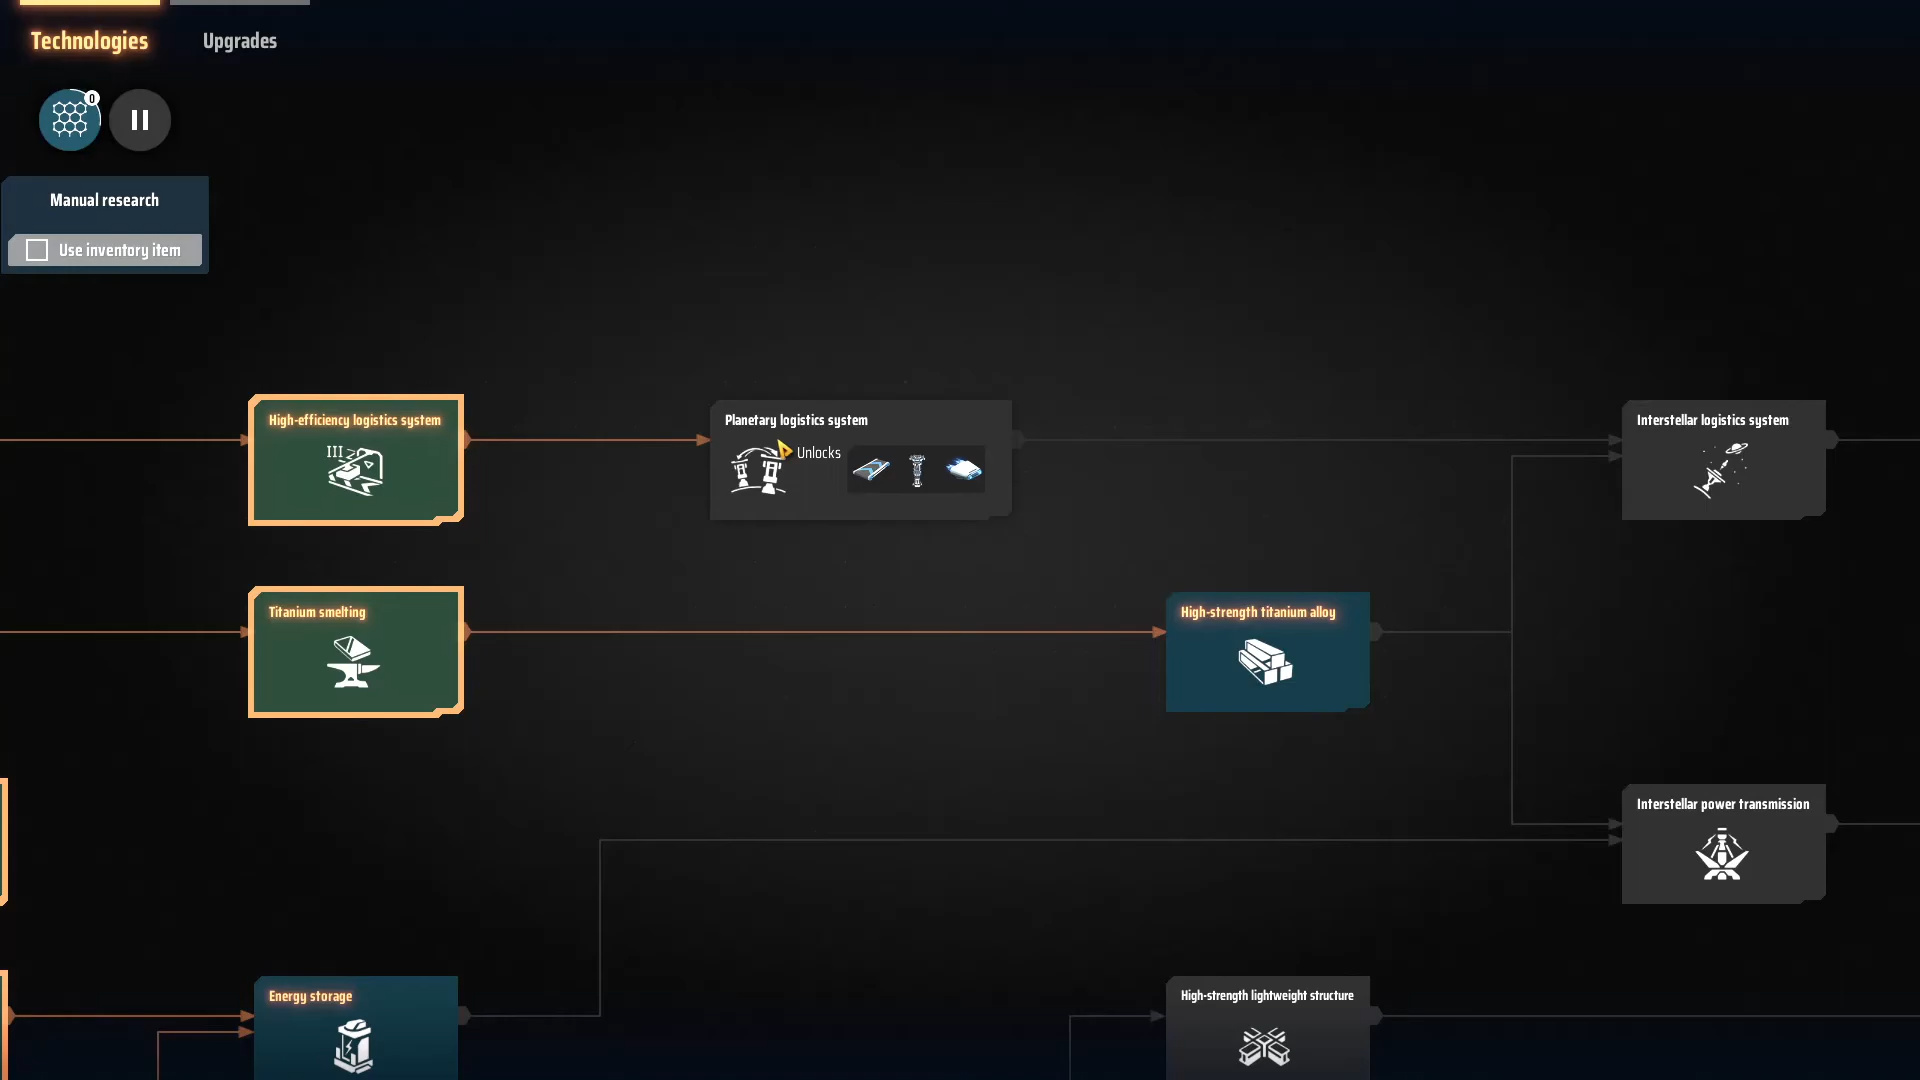 Technologies
Upgrades
0
Manual research
Use inventory item
High-efficiency logistics system
III
Planetary logistics system
Unlocks
Interstellar logistics system
Titanium smelting
High-strength titanium alloy
Interstellar power transmission
Energy storage
High-strength lightweight structure